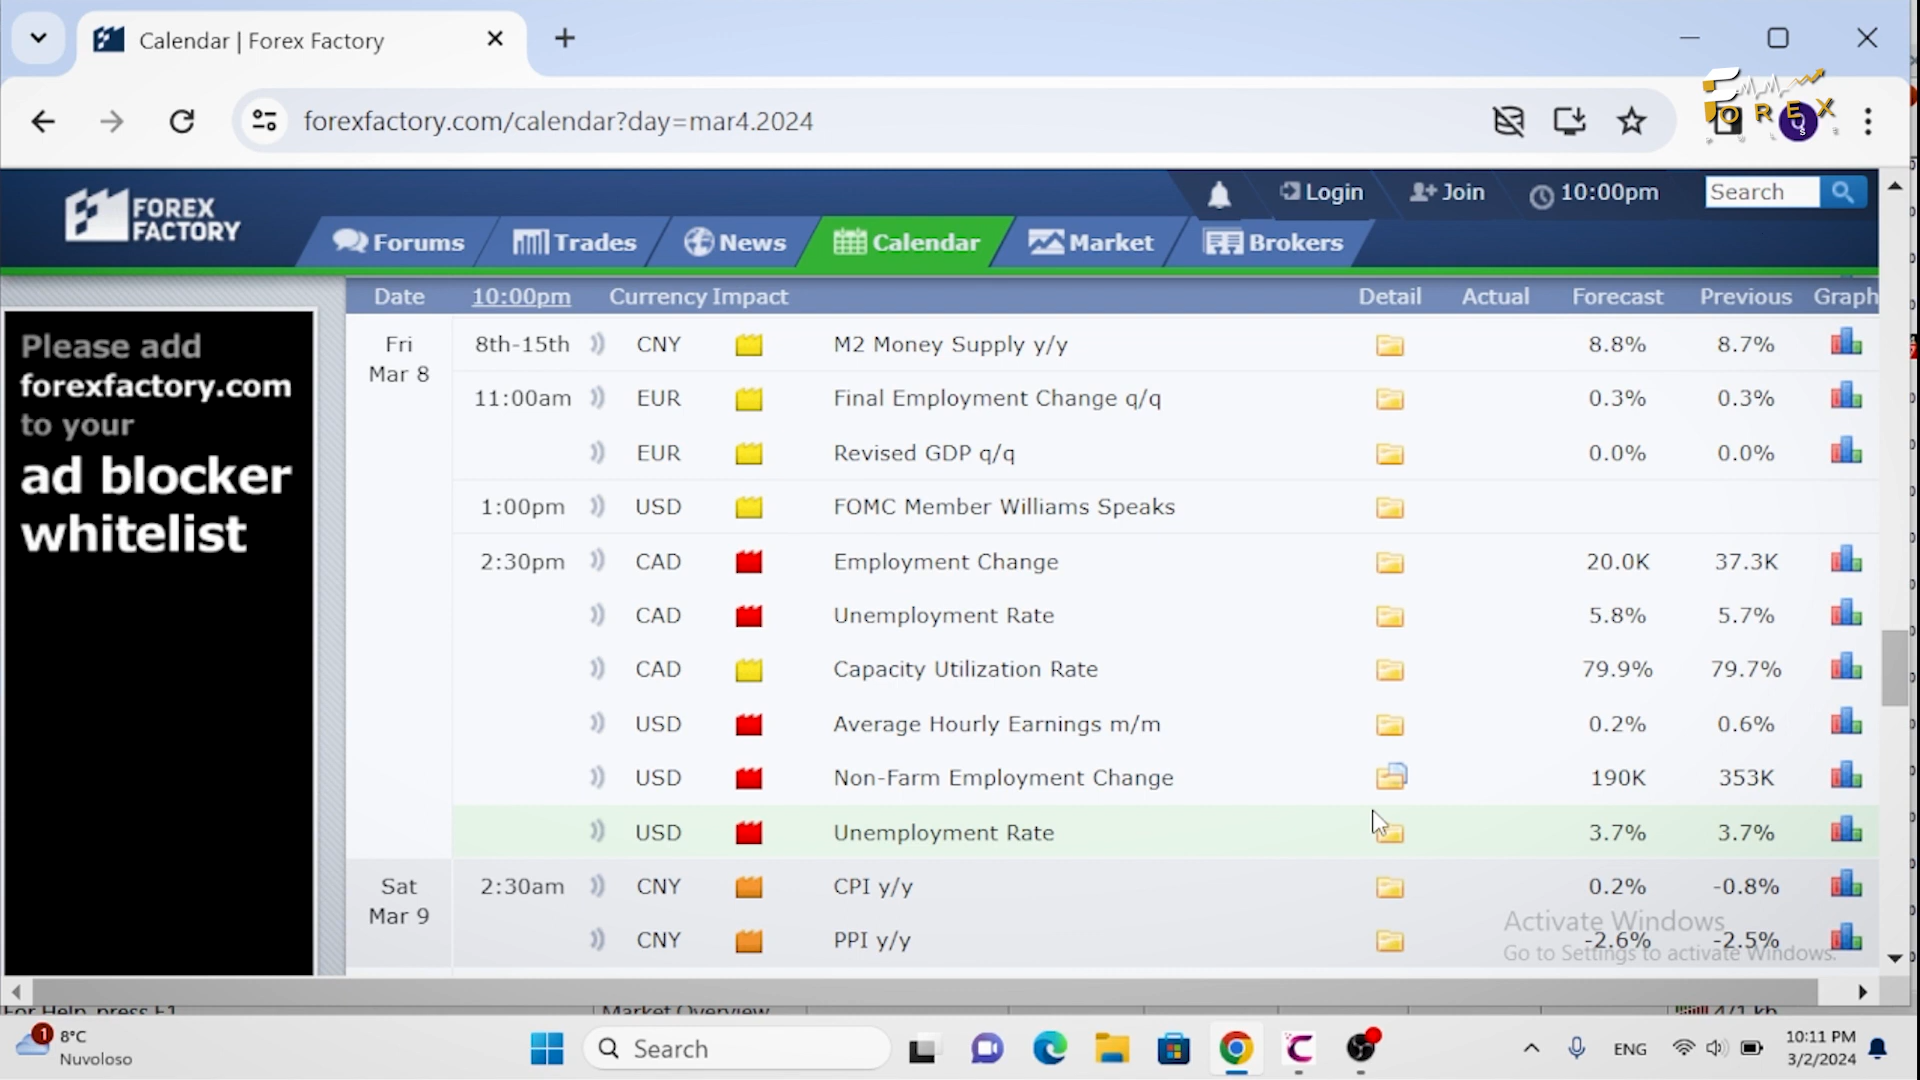 Calendar | Forex Factory
forexfactory.com/calendar?day=mar4.2024
FOREX
FOREX FACTORY
Login
Join
10:00pm
Search
Forums
Trades
News
Calendar
Market
Brokers
Please add
forexfactory.com
to your
ad blocker
whitelist
Date 10:00pm Currency Impact Detail Actual Forecast Previous Graph
Fri Mar 8 8th-15th CNY M2 Money Supply y/y 8.8% 8.7%
11:00am EUR Final Employment Change q/q 0.3% 0.3%
EUR Revised GDP q/q 0.0% 0.0%
1:00pm USD FOMC Member Williams Speaks
2:30pm CAD Employment Change 20.0K 37.3K
CAD Unemployment Rate 5.8% 5.7%
CAD Capacity Utilization Rate 79.9% 79.7%
USD Average Hourly Earnings m/m 0.2% 0.6%
USD Non-Farm Employment Change 190K 353K
USD Unemployment Rate 3.7% 3.7%
Sat Mar 9 2:30am CNY CPI y/y 0.2% -0.8%
CNY PPI y/y -2.6% -2.5%
Activate Windows
Go to Settings to activate Windows.
For Help, press F1
Market Overview
1
8°C
Nuvoloso
Search
ENG
10:11 PM
3/2/2024